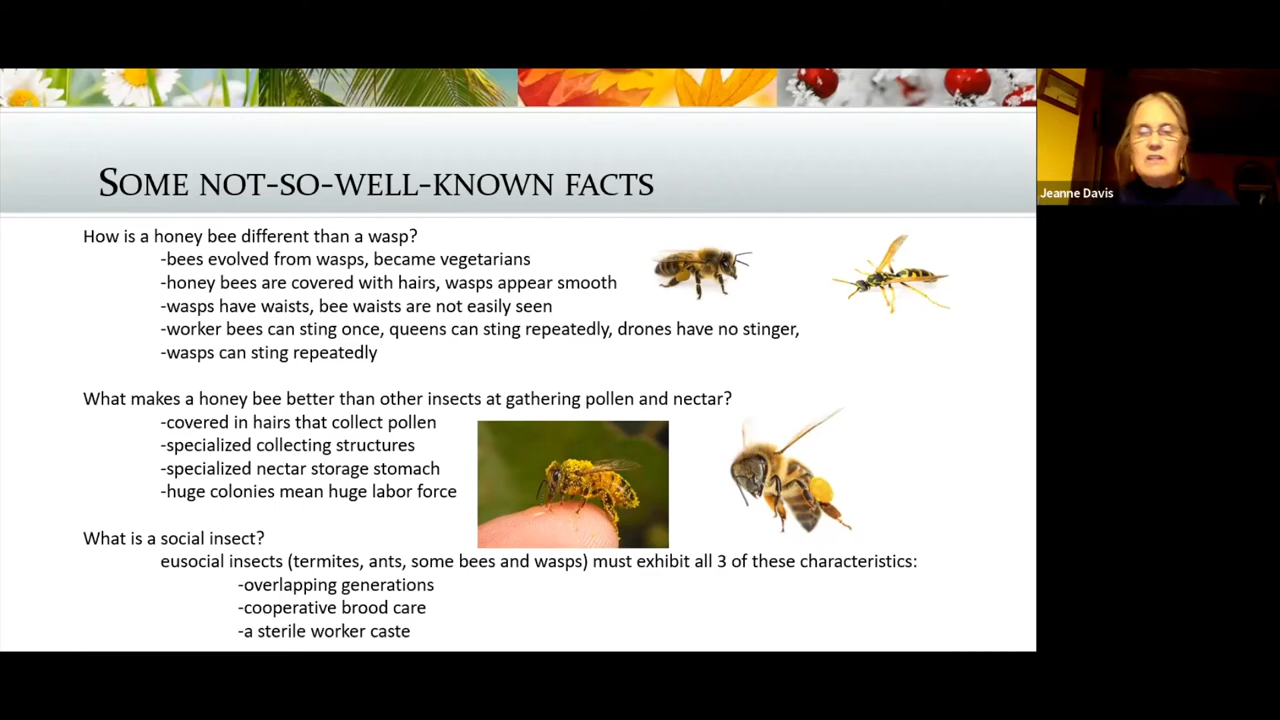 SOME NOT-SO-WELL-KNOWN FACTS
How is a honey bee different than a wasp?
-bees evolved from wasps, became vegetarians
-honey bees are covered with hairs, wasps appear smooth
-wasps have waists, bee waists are not easily seen
-worker bees can sting once, queens can sting repeatedly, drones have no stinger,
-wasps can sting repeatedly
What makes a honey bee better than other insects at gathering pollen and nectar?
-covered in hairs that collect pollen
-specialized collecting structures
-specialized nectar storage stomach
-huge colonies mean huge labor force
What is a social insect?
eusocial insects (termites, ants, some bees and wasps) must exhibit all 3 of these characteristics:
-overlapping generations
-cooperative brood care
-a sterile worker caste
Jeanne Davis